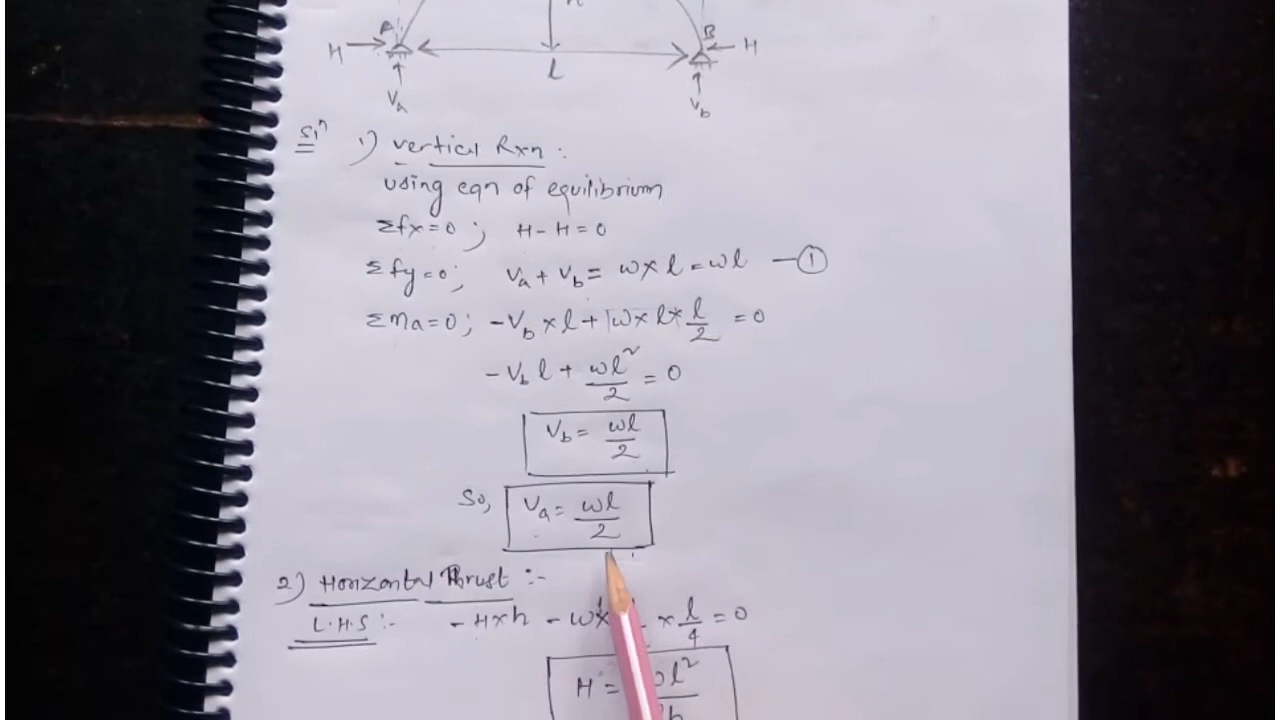 h
A B
H H
l
Va Vb
Slⁿ 1) vertical Rxn :
using eqn of equilibrium
Σfx=0 ; H-H=0
Σfy=0; Va + Vb = w×l = wl —①
Σma=0; -Vb×l + w×l×l/2 =0
-Vb l + wl²/2 = 0
Vb = wl/2
So, Va = wl/2
2) Horizontal Thrust :-
L.H.S :- -H×h - w× × l/4 = 0
H = l²